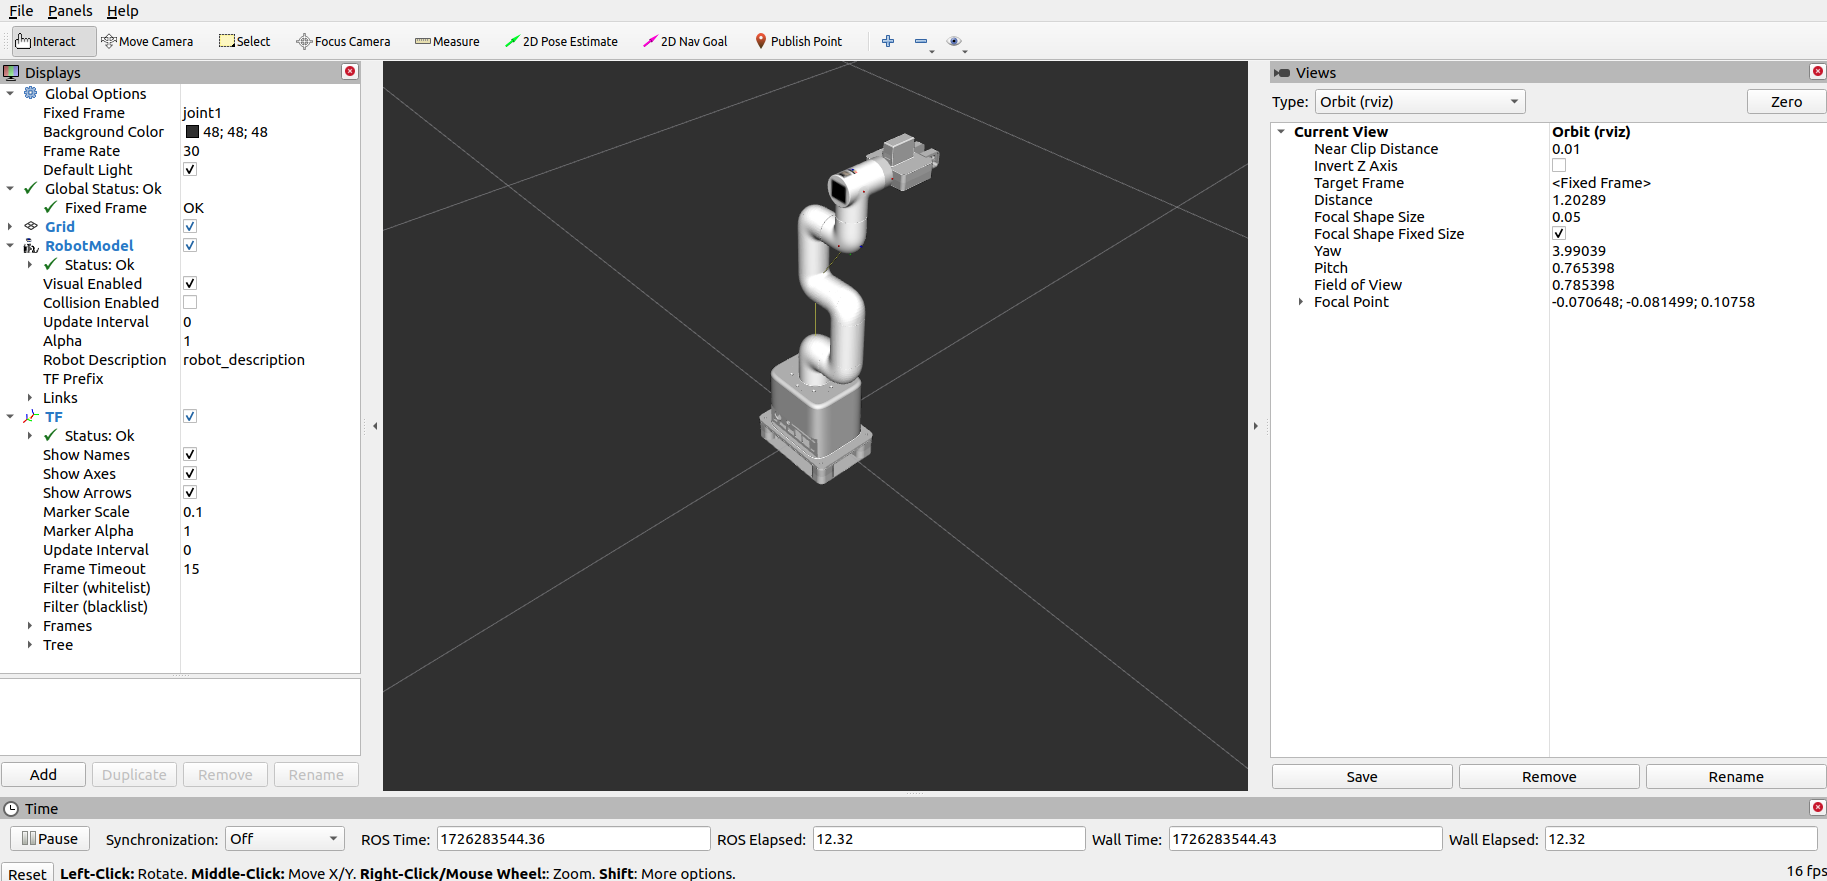 File Panels Help
Interact Move Camera Select Focus Camera Measure 2D Pose Estimate 2D Nav Goal Publish Point
Displays
Global Options
Fixed Frame joint1
Background Color 48; 48; 48
Frame Rate 30
Default Light
Global Status: Ok
Fixed Frame OK
Grid
RobotModel
Status: Ok
Visual Enabled
Collision Enabled
Update Interval 0
Alpha 1
Robot Description robot_description
TF Prefix
Links
TF
Status: Ok
Show Names
Show Axes
Show Arrows
Marker Scale 0.1
Marker Alpha 1
Update Interval 0
Frame Timeout 15
Filter (whitelist)
Filter (blacklist)
Frames
Tree
Add Duplicate Remove Rename
Views
Type: Orbit (rviz) Zero
Current View Orbit (rviz)
Near Clip Distance 0.01
Invert Z Axis
Target Frame <Fixed Frame>
Distance 1.20289
Focal Shape Size 0.05
Focal Shape Fixed Size
Yaw 3.99039
Pitch 0.765398
Field of View 0.785398
Focal Point -0.070648; -0.081499; 0.10758
Save Remove Rename
Time
Pause Synchronization: Off ROS Time: 1726283544.36 ROS Elapsed: 12.32 Wall Time: 1726283544.43 Wall Elapsed: 12.32
Reset Left-Click: Rotate. Middle-Click: Move X/Y. Right-Click/Mouse Wheel:: Zoom. Shift: More options. 16 fps